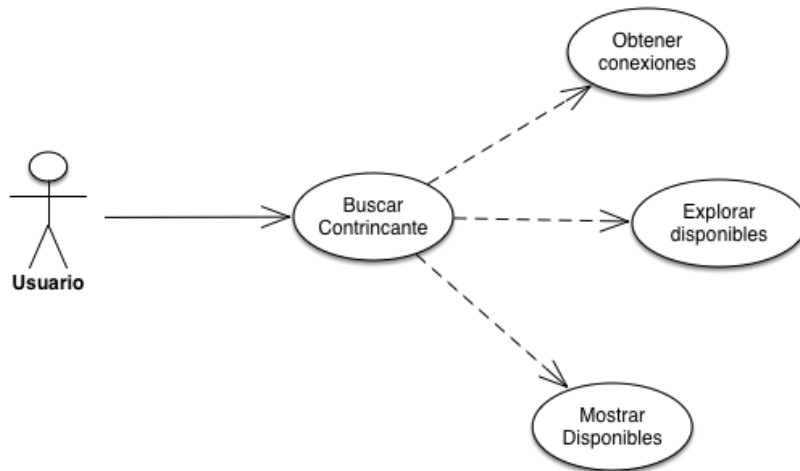 Obtener
conexiones
Buscar
Contrincante
Explorar
disponibles
Usuario
Mostrar
Disponibles